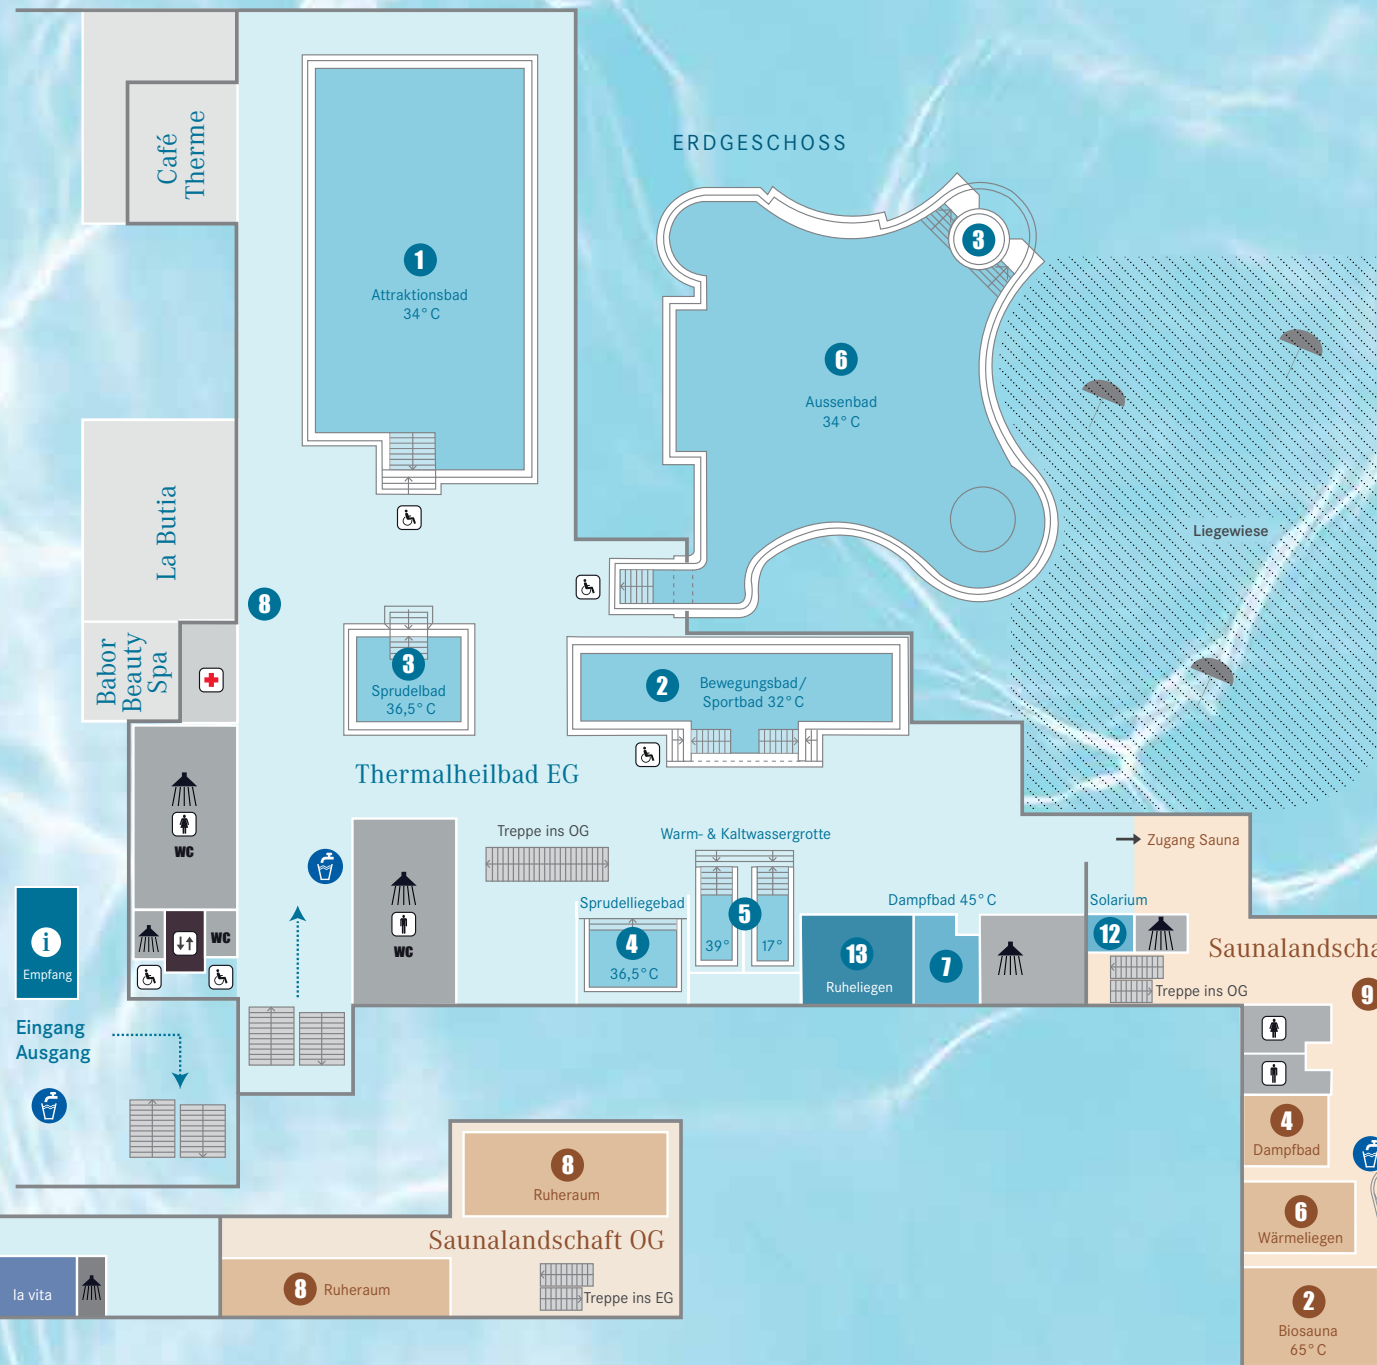 ERDGESCHOSS
Café
Therme
1
Attraktionsbad
34° C
3
6
Aussenbad
34° C
Liegewiese
La Butia
8
Babor
Beauty
Spa
3
Sprudelbad
36,5° C
2
Bewegungsbad/
Sportbad 32° C
Thermalheilbad EG
WC
Treppe ins OG
Warm- & Kaltwassergrotte
Zugang Sauna
WC
WC
i
Empfang
Sprudelliegebad
4
36,5°C
5
39°
17°
Dampfbad 45° C
13
Ruheliegen
7
Solarium
12
Saunalandscha
Treppe ins OG
9
Eingang
Ausgang
4
Dampfbad
6
Wärmeliegen
2
Biosauna
65° C
8
Ruheraum
Saunalandschaft OG
8 Ruheraum
Treppe ins EG
la vita